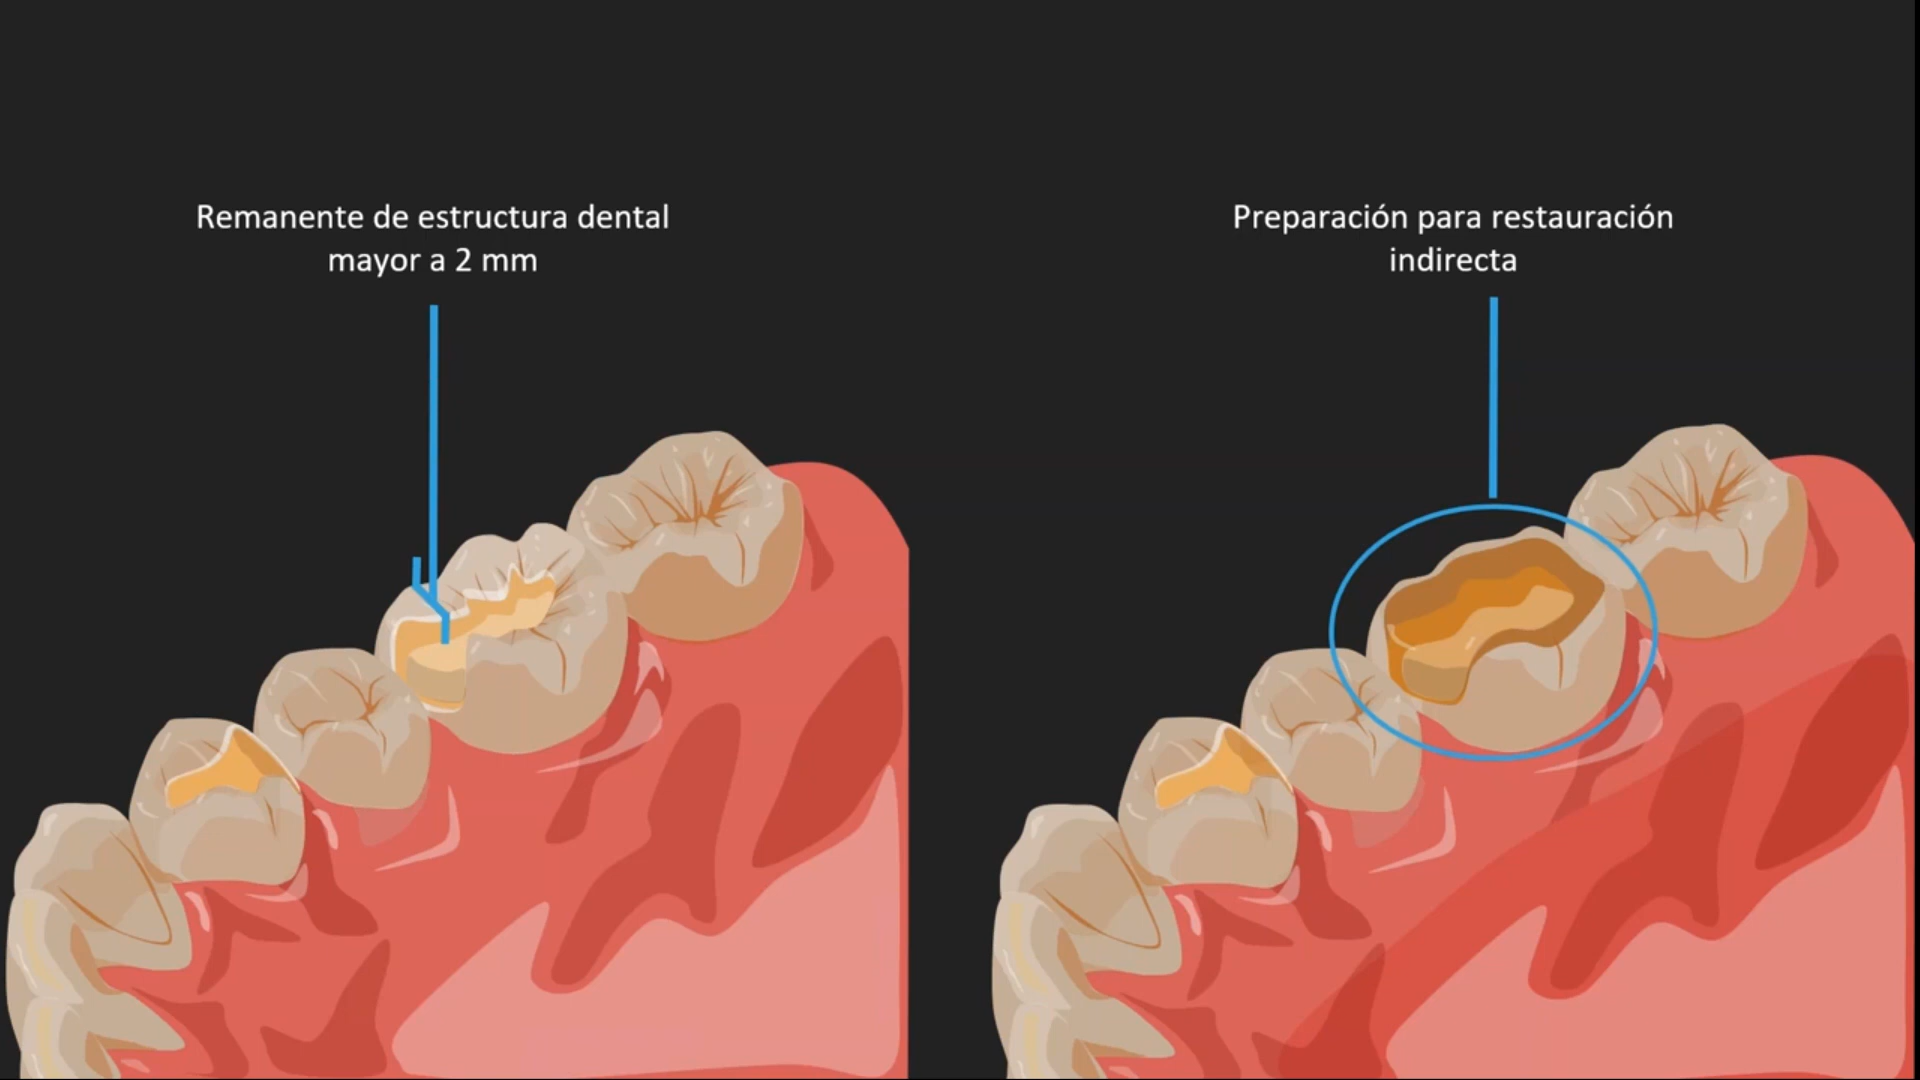 Remanente de estructura dental
mayor a 2 mm
Preparación para restauración
indirecta